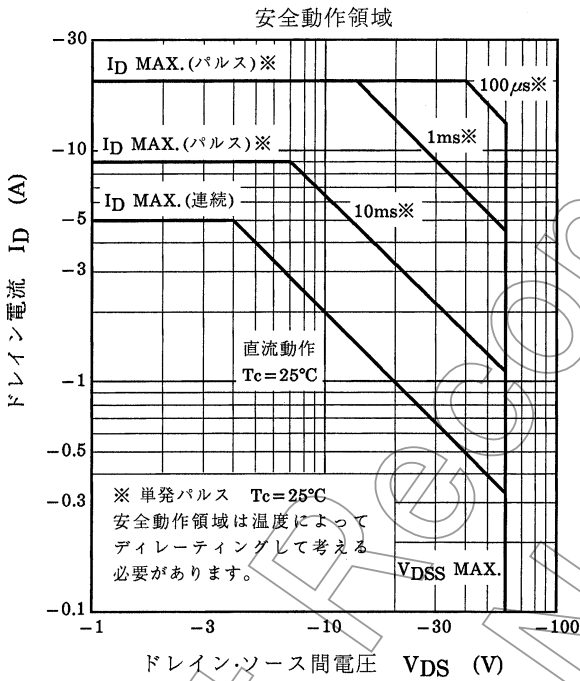 安全動作領域
-30
ID MAX.(パルス)※
100μs※
1ms※
-10
ID MAX.(パルス)※
ID MAX.(連続)
10ms※
-5
-3
直流動作
Tc=25℃
-1
-0.5
-0.3
※ 単発パルス Tc=25℃
安全動作領域は温度によって
ディレーティングして考える
必要があります。
VDSS MAX.
-0.1
-1
-3
-10
-30
-100
ドレイン電流 ID (A)
ドレイン·ソース間電圧 VDS (V)